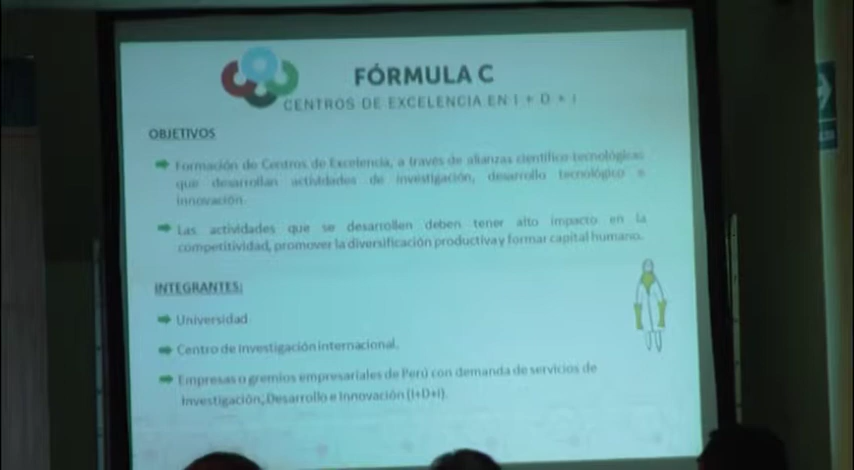 FÓRMULA C
CENTROS DE EXCELENCIA EN I + D + I
OBJETIVOS
Formación de Centros de Excelencia, a través de alianzas científico-tecnológicas
que desarrollan actividades de investigación, desarrollo tecnológico e
innovación.
Las actividades que se desarrollen deben tener alto impacto en la
competitividad, promover la diversificación productiva y formar capital humano.
INTEGRANTES:
Universidad
Centro de Investigación internacional.
Empresas o gremios empresariales de Perú con demanda de servicios de
Investigación, Desarrollo e Innovación (I+D+i).